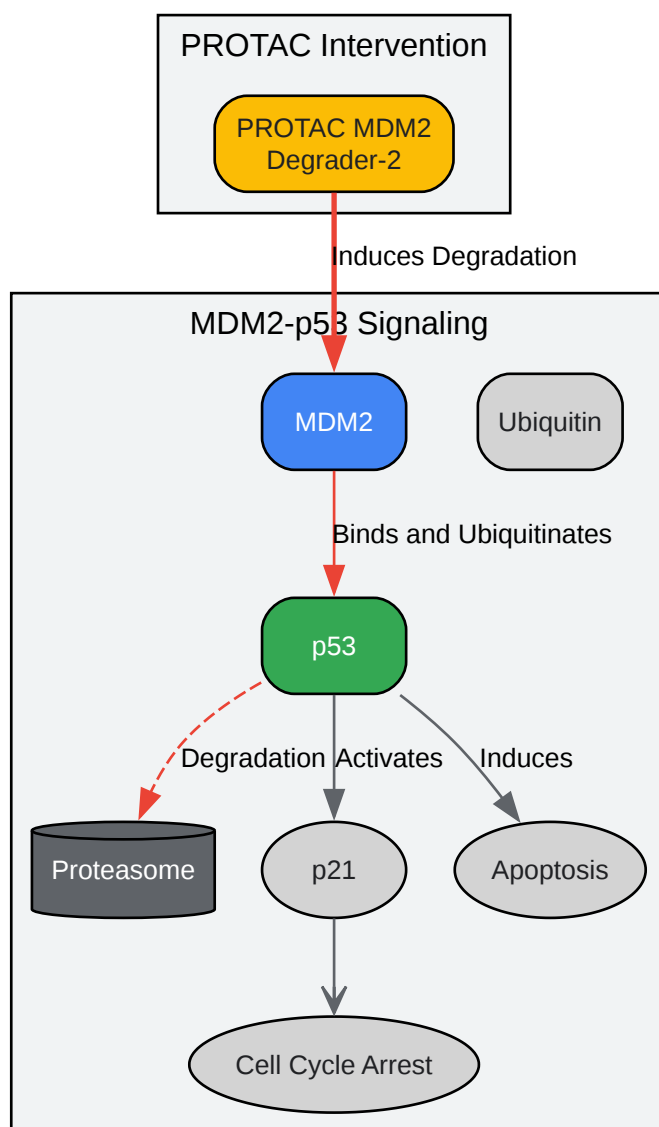 PROTAC Intervention
PROTAC MDM2
Degrader-2
Induces Degradation
MDM2-p53 Signaling
MDM2
Ubiquitin
Binds and Ubiquitinates
p53
Degradation
Activates
Induces
Proteasome
p21
Apoptosis
Cell Cycle Arrest